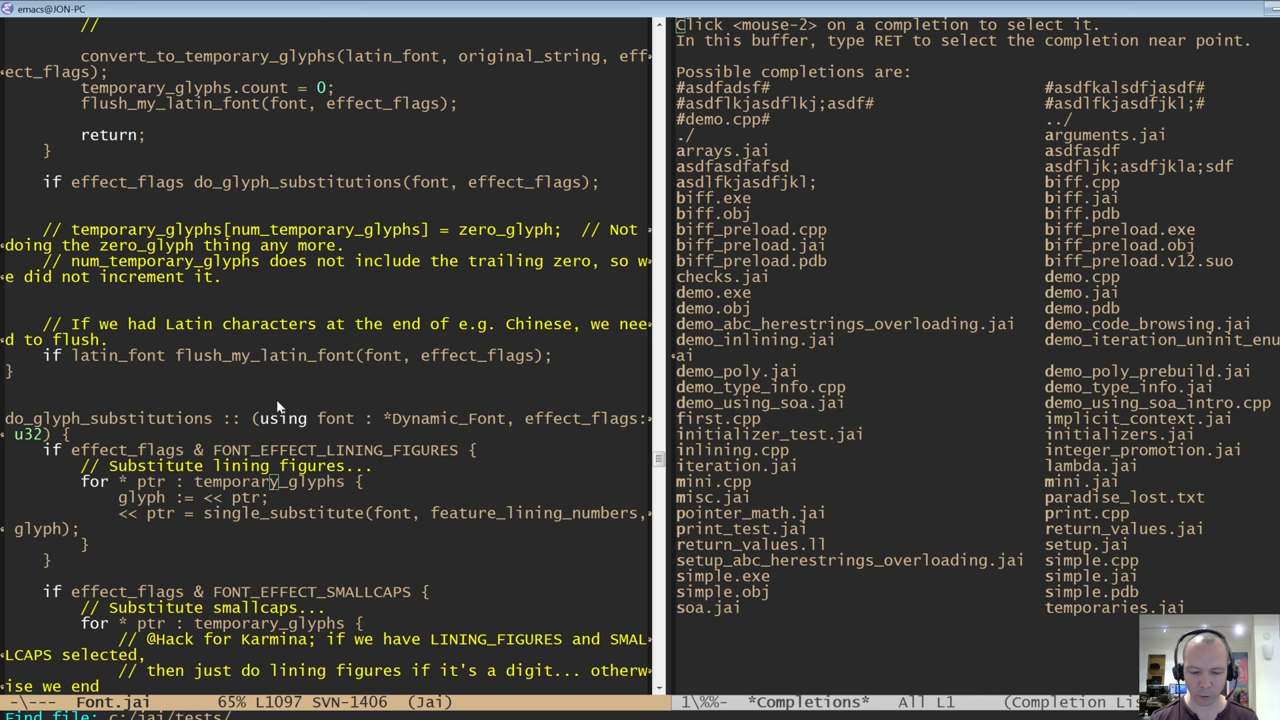 emacs@JON-PC
//
convert_to_temporary_glyphs(latin_font, original_string, eff
ect_flags);
temporary_glyphs.count = 0;
flush_my_latin_font(font, effect_flags);
return;
}
if effect_flags do_glyph_substitutions(font, effect_flags);
// temporary_glyphs[num_temporary_glyphs] = zero_glyph;  // Not
doing the zero_glyph thing any more.
// num_temporary_glyphs does not include the trailing zero, so w
e did not increment it.
// If we had Latin characters at the end of e.g. Chinese, we nee
d to flush.
if latin_font flush_my_latin_font(font, effect_flags);
}
do_glyph_substitutions :: (using font : *Dynamic_Font, effect_flags:
u32) {
if effect_flags & FONT_EFFECT_LINING_FIGURES {
// Substitute lining figures...
for * ptr : temporary_glyphs {
glyph := << ptr;
<< ptr = single_substitute(font, feature_lining_numbers,
glyph);
}
}
if effect_flags & FONT_EFFECT_SMALLCAPS {
// Substitute smallcaps...
for * ptr : temporary_glyphs {
// @Hack for Karmina; if we have LINING_FIGURES and SMAL
LCAPS selected,
// then just do lining figures if it's a digit... otherw
ise we end
-\--- Font.jai 65% L1097 SVN-1406 (Jai)
Find file: c:/jai/tests/
Click <mouse-2> on a completion to select it.
In this buffer, type RET to select the completion near point.
Possible completions are:
#asdfadsf# #asdfkalsdfjasdf#
#asdflkjasdflkj;asdf# #asdlfkjasdfjkl;#
#demo.cpp# ../
./ arguments.jai
arrays.jai asdfasdf
asdfasdfafsd asdfljk;asdfjkla;sdf
asdlfkjasdfjkl; biff.cpp
biff.exe biff.jai
biff.obj biff.pdb
biff_preload.cpp biff_preload.exe
biff_preload.jai biff_preload.obj
biff_preload.pdb biff_preload.v12.suo
checks.jai demo.cpp
demo.exe demo.jai
demo.obj demo.pdb
demo_abc_herestrings_overloading.jai demo_code_browsing.jai
demo_inlining.jai demo_iteration_uninit_enu
ai
demo_poly.jai demo_poly_prebuild.jai
demo_type_info.cpp demo_type_info.jai
demo_using_soa.jai demo_using_soa_intro.cpp
first.cpp implicit_context.jai
initializer_test.jai initializers.jai
inlining.cpp integer_promotion.jai
iteration.jai lambda.jai
mini.cpp mini.jai
misc.jai paradise_lost.txt
pointer_math.jai print.cpp
print_test.jai return_values.jai
return_values.ll setup.jai
setup_abc_herestrings_overloading.jai simple.cpp
simple.exe simple.jai
simple.obj simple.pdb
soa.jai temporaries.jai
1\%%- *Completions* All L1 (Completion Lis